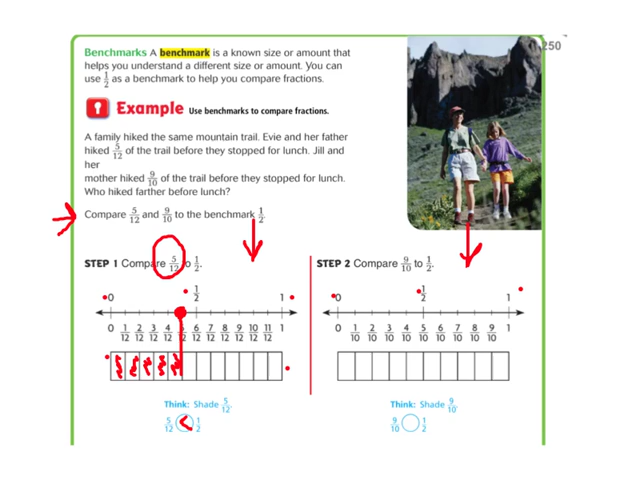 250
Benchmarks A benchmark is a known size or amount that
helps you understand a different size or amount. You can
use 1/2 as a benchmark to help you compare fractions.
Example Use benchmarks to compare fractions.
A family hiked the same mountain trail. Evie and her father
hiked 5/12 of the trail before they stopped for lunch. Jill and
her
mother hiked 9/10 of the trail before they stopped for lunch.
Who hiked farther before lunch?
Compare 5/12 and 9/10 to the benchmark 1/2.
STEP 1 Compare 5/12 to 1/2.
0 1/2 1
0 1/12 2/12 3/12 4/12 5/12 6/12 7/12 8/12 9/12 10/12 11/12 1
Think: Shade 5/12.
5/12 < 1/2
STEP 2 Compare 9/10 to 1/2.
0 1/2 1
0 1/10 2/10 3/10 4/10 5/10 6/10 7/10 8/10 9/10 1
Think: Shade 9/10.
9/10 ◯ 1/2